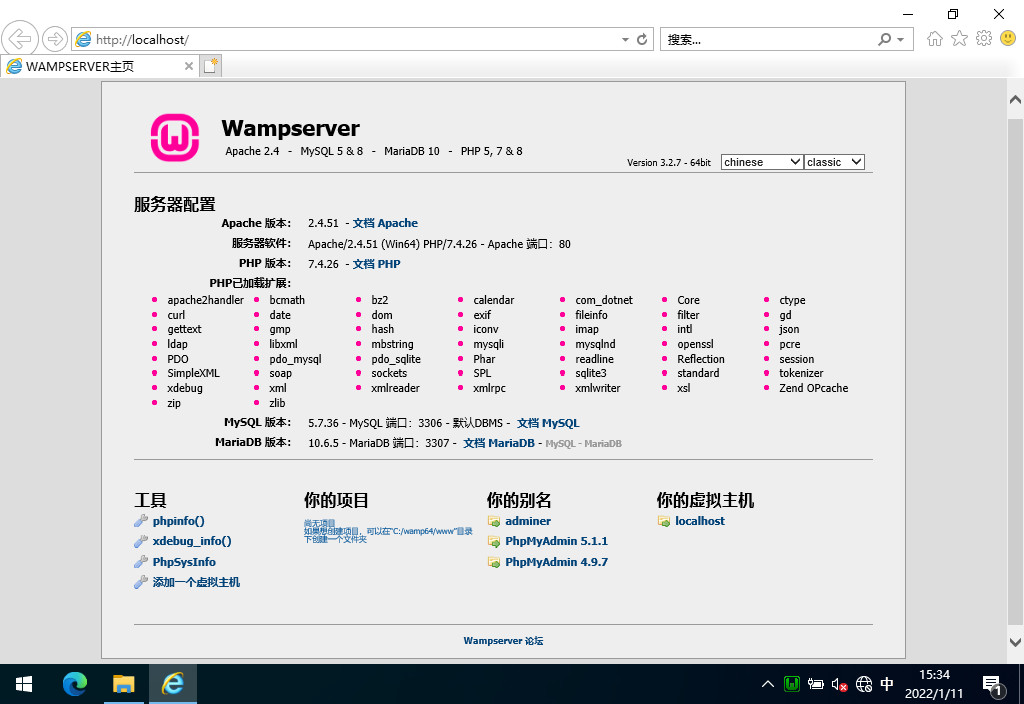 http://localhost/
搜索...
WAMPSERVER主页
Wampserver
Apache 2.4 - MySQL 5 & 8 - MariaDB 10 - PHP 5, 7 & 8
Version 3.2.7 - 64bit chinese classic
服务器配置
Apache 版本: 2.4.51 - 文档 Apache
服务器软件: Apache/2.4.51 (Win64) PHP/7.4.26 - Apache 端口: 80
PHP 版本: 7.4.26 - 文档 PHP
PHP已加载扩展:
apache2handler bcmath bz2 calendar com_dotnet Core ctype
curl date dom exif fileinfo filter gd
gettext gmp hash iconv imap intl json
ldap libxml mbstring mysqli mysqlnd openssl pcre
PDO pdo_mysql pdo_sqlite Phar readline Reflection session
SimpleXML soap sockets SPL sqlite3 standard tokenizer
xdebug xml xmlreader xmlrpc xmlwriter xsl Zend OPcache
zip zlib
MySQL 版本: 5.7.36 - MySQL 端口: 3306 - 默认DBMS - 文档 MySQL
MariaDB 版本: 10.6.5 - MariaDB 端口: 3307 - 文档 MariaDB - MySQL - MariaDB
工具
phpinfo()
xdebug_info()
PhpSysInfo
添加一个虚拟主机
你的项目
尚无项目
如果想创建项目，可以在"C:/wamp64/www"目录
下创建一个文件夹
你的别名
adminer
PhpMyAdmin 5.1.1
PhpMyAdmin 4.9.7
你的虚拟主机
localhost
Wampserver 论坛
中
15:34
2022/1/11
1